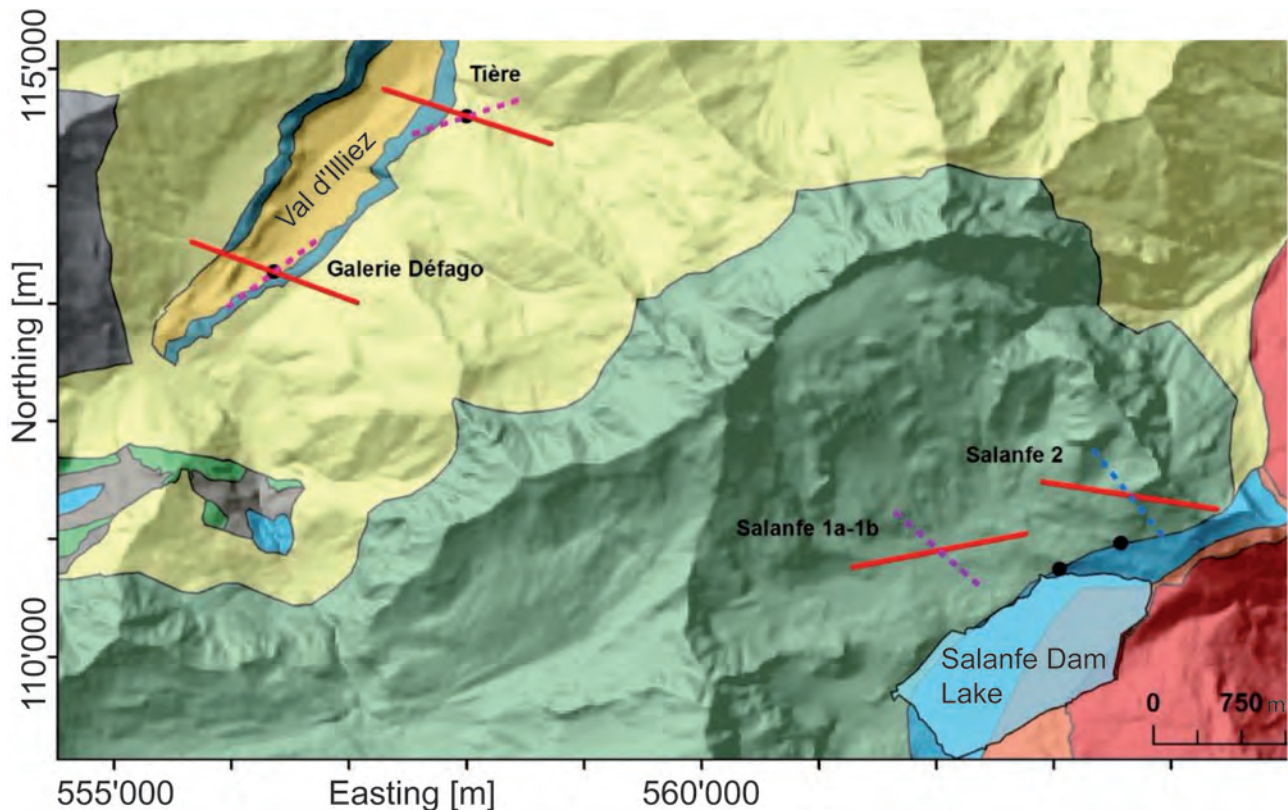 115'000
Tière
Val d'Illiez
Galerie Défago
Northing [m]
Salanfe 2
Salanfe 1a-1b
110'000
Salanfe Dam
Lake
0 750 m
555'000 Easting [m] 560'000